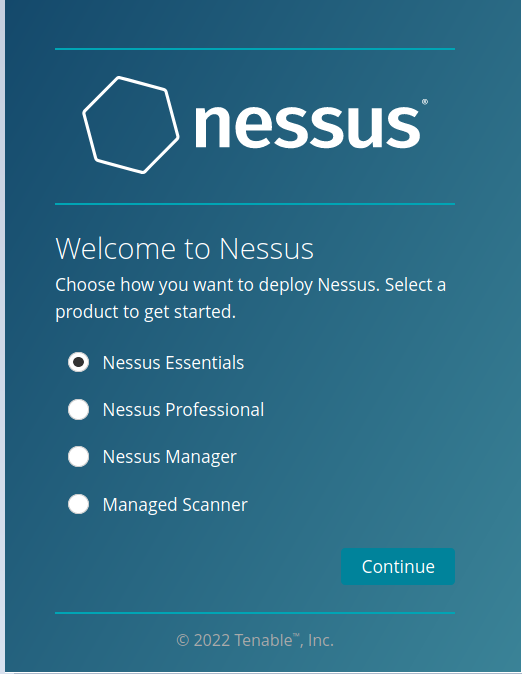 nessus®
Welcome to Nessus
Choose how you want to deploy Nessus. Select a
product to get started.
Nessus Essentials
Nessus Professional
Nessus Manager
Managed Scanner
Continue
© 2022 Tenable™, Inc.